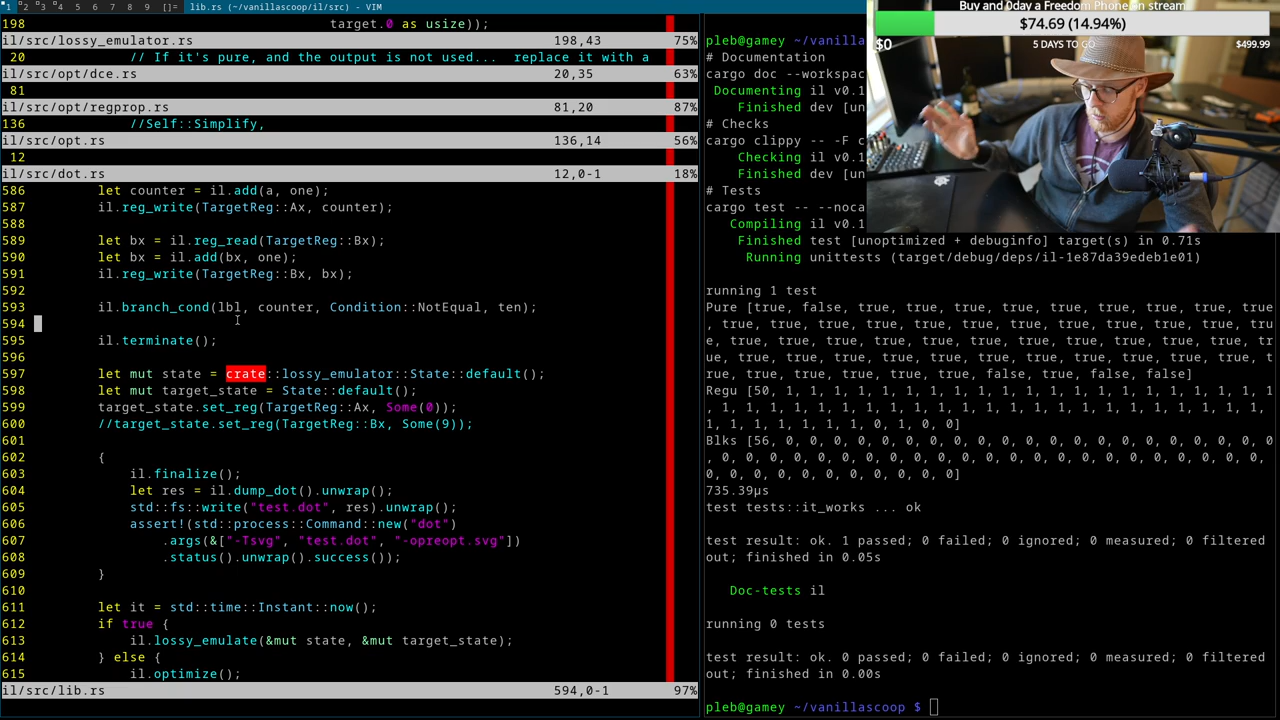 1 2 3 4 5 6 7 8 9 []= lib.rs (~/vanillascoop/il/src) - VIM
198 target.0 as usize));
il/src/lossy_emulator.rs 198,43 75%
20 // If it's pure, and the output is not used... replace it with a
il/src/opt/dce.rs 20,35 63%
81
il/src/opt/regprop.rs 81,20 87%
136 //Self::Simplify,
il/src/opt.rs 136,14 56%
12
il/src/dot.rs 12,0-1 18%
586 let counter = il.add(a, one);
587 il.reg_write(TargetReg::Ax, counter);
588
589 let bx = il.reg_read(TargetReg::Bx);
590 let bx = il.add(bx, one);
591 il.reg_write(TargetReg::Bx, bx);
592
593 il.branch_cond(lbl, counter, Condition::NotEqual, ten);
594
595 il.terminate();
596
597 let mut state = crate::lossy_emulator::State::default();
598 let mut target_state = State::default();
599 target_state.set_reg(TargetReg::Ax, Some(0));
600 //target_state.set_reg(TargetReg::Bx, Some(9));
601
602 {
603 il.finalize();
604 let res = il.dump_dot().unwrap();
605 std::fs::write("test.dot", res).unwrap();
606 assert!(std::process::Command::new("dot")
607 .args(&["-Tsvg", "test.dot", "-opreopt.svg"])
608 .status().unwrap().success());
609 }
610
611 let it = std::time::Instant::now();
612 if true {
613 il.lossy_emulate(&mut state, &mut target_state);
614 } else {
615 il.optimize();
il/src/lib.rs 594,0-1 97%
pleb@gamey ~/vanilla
# Documentation
cargo doc --workspac
Documenting il v0.1
Finished dev [un
# Checks
cargo clippy -- -F c
Checking il v0.1
Finished dev [un
# Tests
cargo test -- --noca
Compiling il v0.1
Finished test [unoptimized + debuginfo] target(s) in 0.71s
Running unittests (target/debug/deps/il-1e87da39edeb1e01)
running 1 test
Pure [true, false, true, true, true, true, true, true, true, true, true
, true, true, true, true, true, true, true, true, true, true, true, tru
e, true, true, true, true, true, true, true, true, true, true, true, tr
ue, true, true, true, true, true, true, true, true, true, true, true, t
rue, true, true, true, true, false, true, false, false]
Regu [50, 1, 1, 1, 1, 1, 1, 1, 1, 1, 1, 1, 1, 1, 1, 1, 1, 1, 1, 1, 1, 1
, 1, 1, 1, 1, 1, 1, 1, 1, 1, 1, 1, 1, 1, 1, 1, 1, 1, 1, 1, 1, 1, 1, 1,
1, 1, 1, 1, 1, 1, 0, 1, 0, 0]
Blks [56, 0, 0, 0, 0, 0, 0, 0, 0, 0, 0, 0, 0, 0, 0, 0, 0, 0, 0, 0, 0, 0
, 0, 0, 0, 0, 0, 0, 0, 0, 0, 0, 0, 0, 0, 0, 0, 0, 0, 0, 0, 0, 0, 0, 0,
0, 0, 0, 0, 0, 0, 0, 0, 0, 0]
735.39µs
test tests::it_works ... ok
test result: ok. 1 passed; 0 failed; 0 ignored; 0 measured; 0 filtered
out; finished in 0.05s
Doc-tests il
running 0 tests
test result: ok. 0 passed; 0 failed; 0 ignored; 0 measured; 0 filtered
out; finished in 0.00s
pleb@gamey ~/vanillascoop $
Buy and 0day a Freedom Phone on stream
$74.69 (14.94%)
$0 5 DAYS TO GO $499.99